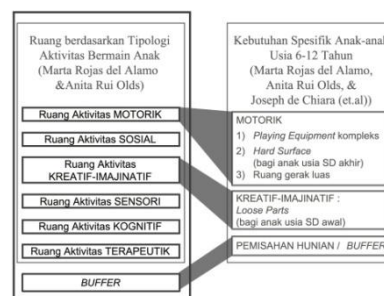 Ruang berdasarkan Tipologi
Aktivitas Bermain Anak
(Marta Rojas del Alamo
&Anita Rui Olds)
Ruang Aktivitas MOTORIK
Ruang Aktivitas SOSIAL
Ruang Aktivitas
KREATIF-IMAJINATIF
Ruang Aktivitas SENSORI
Ruang Aktivitas KOGNITIF
Ruang Aktivitas TERAPEUTIK
BUFFER
Kebutuhan Spesifik Anak-anak
Usia 6-12 Tahun
(Marta Rojas del Alamo,
Anita Rui Olds, &
Joseph de Chiara (et.al))
MOTORIK
1) Playing Equipment kompleks
2) Hard Surface
(bagi anak usia SD akhir)
3) Ruang gerak luas
KREATIF-IMAJINATIF :
Loose Parts
(bagi anak usia SD awal)
PEMISAHAN HUNIAN / BUFFER